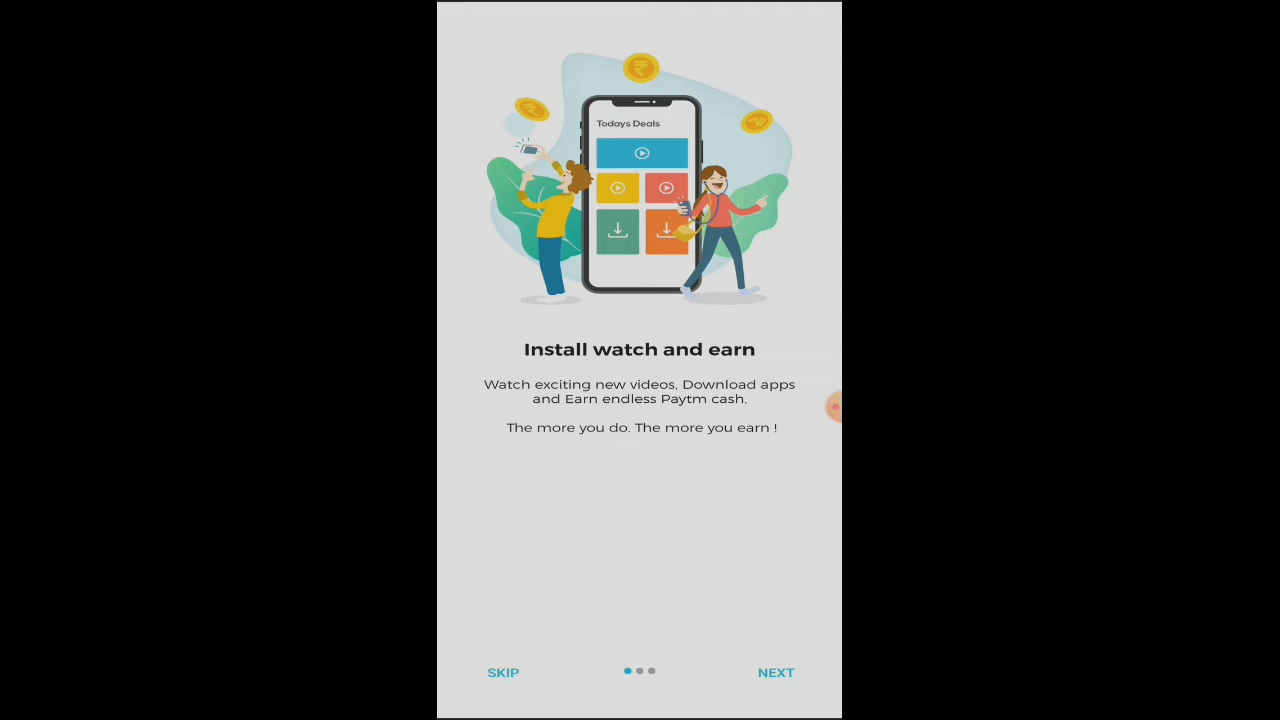 Todays Deals
Install watch and earn
Watch exciting new videos, Download apps
and Earn endless Paytm cash.
The more you do. The more you earn !
SKIP
NEXT